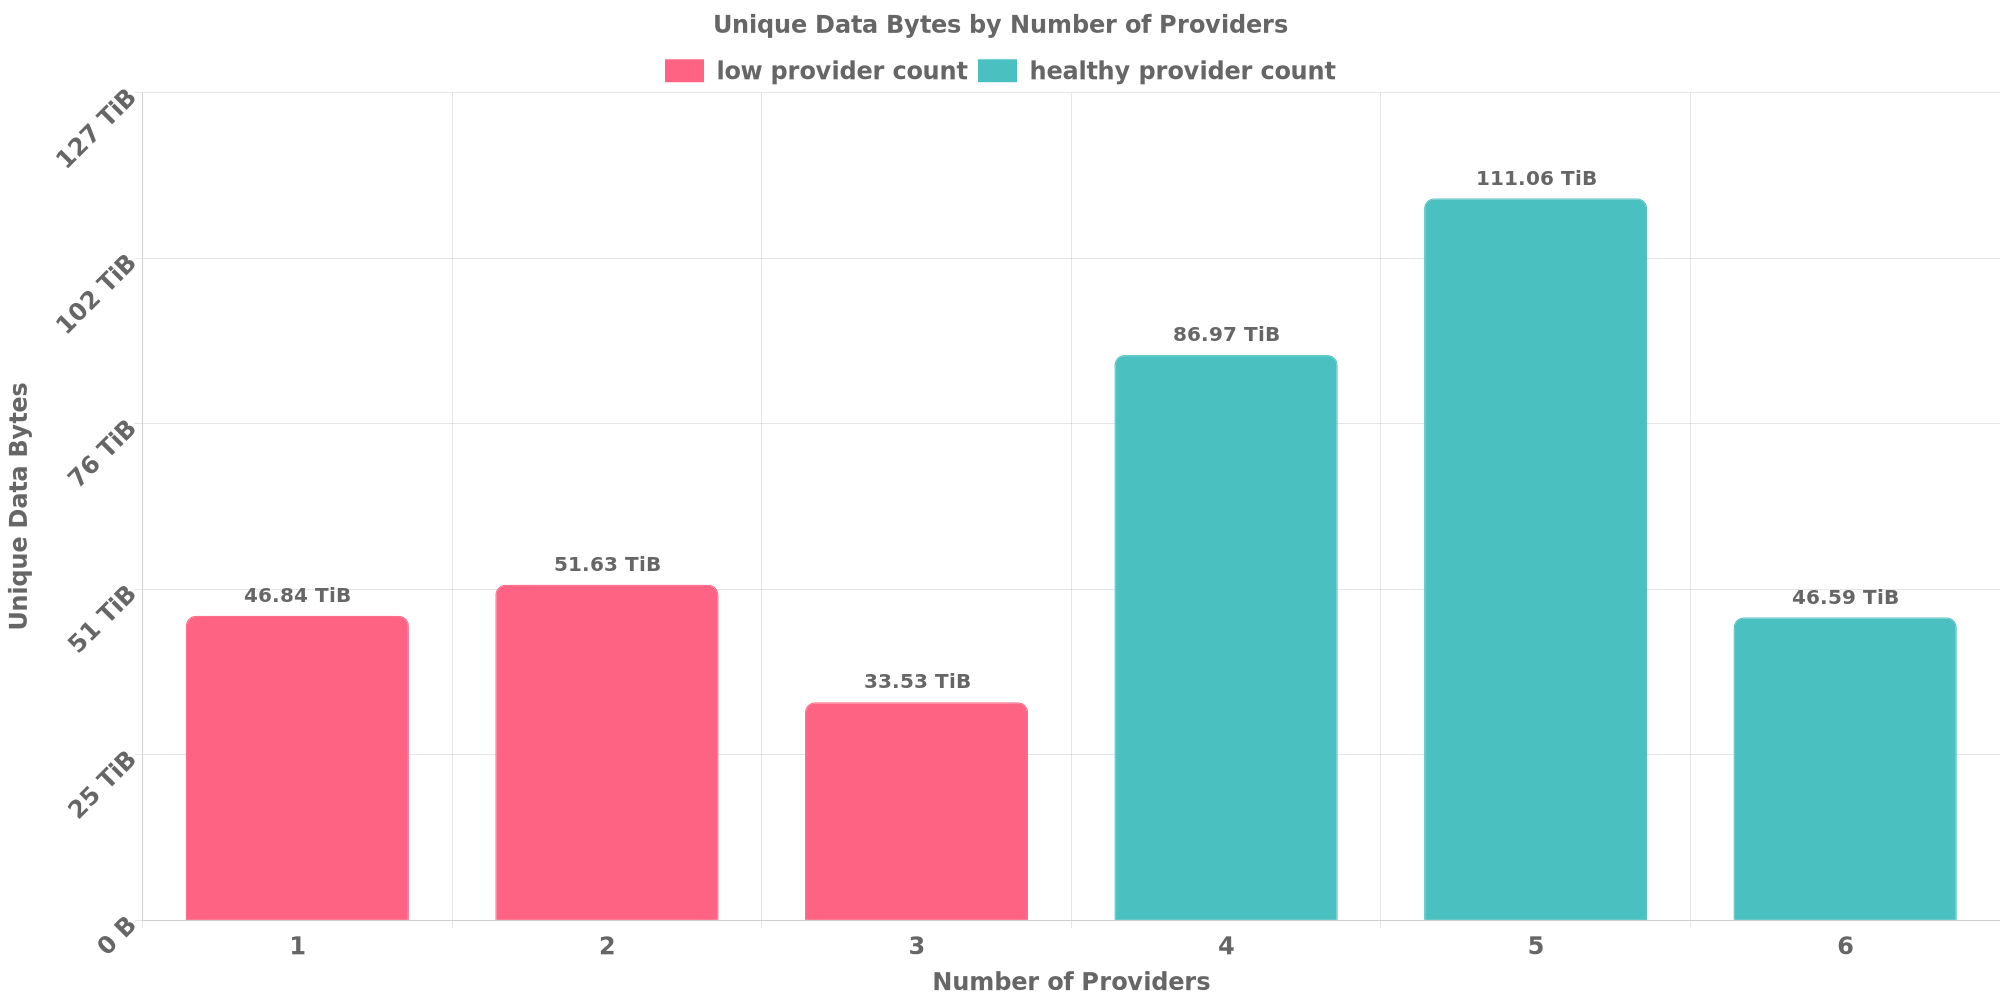 Unique Data Bytes by Number of Providers
low provider count healthy provider count
127 TiB
102 TiB
76 TiB
51 TiB
25 TiB
0 B
Unique Data Bytes
46.84 TiB
51.63 TiB
33.53 TiB
86.97 TiB
111.06 TiB
46.59 TiB
1 2 3 4 5 6
Number of Providers